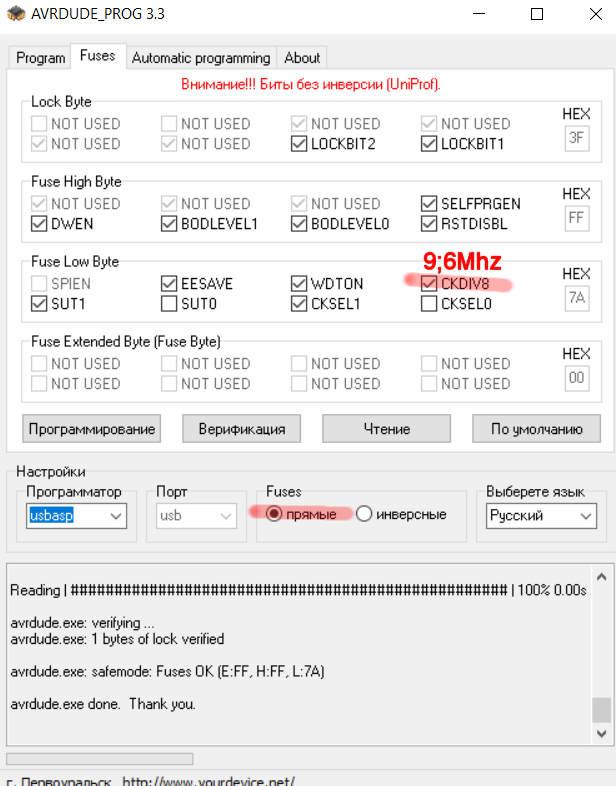 AVRDUDE_PROG 3.3
Program Fuses Automatic programming About
Внимание!!! Биты без инверсии (UniProf).
Lock Byte
HEX
NOT USED NOT USED NOT USED NOT USED
3F
NOT USED NOT USED LOCKBIT2 LOCKBIT1
Fuse High Byte
HEX
NOT USED NOT USED NOT USED SELFPRGEN
FF
DWEN BODLEVEL1 BODLEVEL0 RSTDISBL
9;6Mhz
Fuse Low Byte
HEX
SPIEN EESAVE WDTON CKDIV8
7A
SUT1 SUT0 CKSEL1 CKSEL0
Fuse Extended Byte (Fuse Byte)
HEX
NOT USED NOT USED NOT USED NOT USED
00
NOT USED NOT USED NOT USED NOT USED
Программирование Верификация Чтение По умолчанию
Настройки
Программатор Порт Fuses Выберете язык
usbasp usb прямые инверсные Русский
Reading | ################################################## | 100% 0.00s
avrdude.exe: verifying ...
avrdude.exe: 1 bytes of lock verified
avrdude.exe: safemode: Fuses OK (E:FF, H:FF, L:7A)
avrdude.exe done. Thank you.
г. Первоуральск http://www.yourdevice.net/